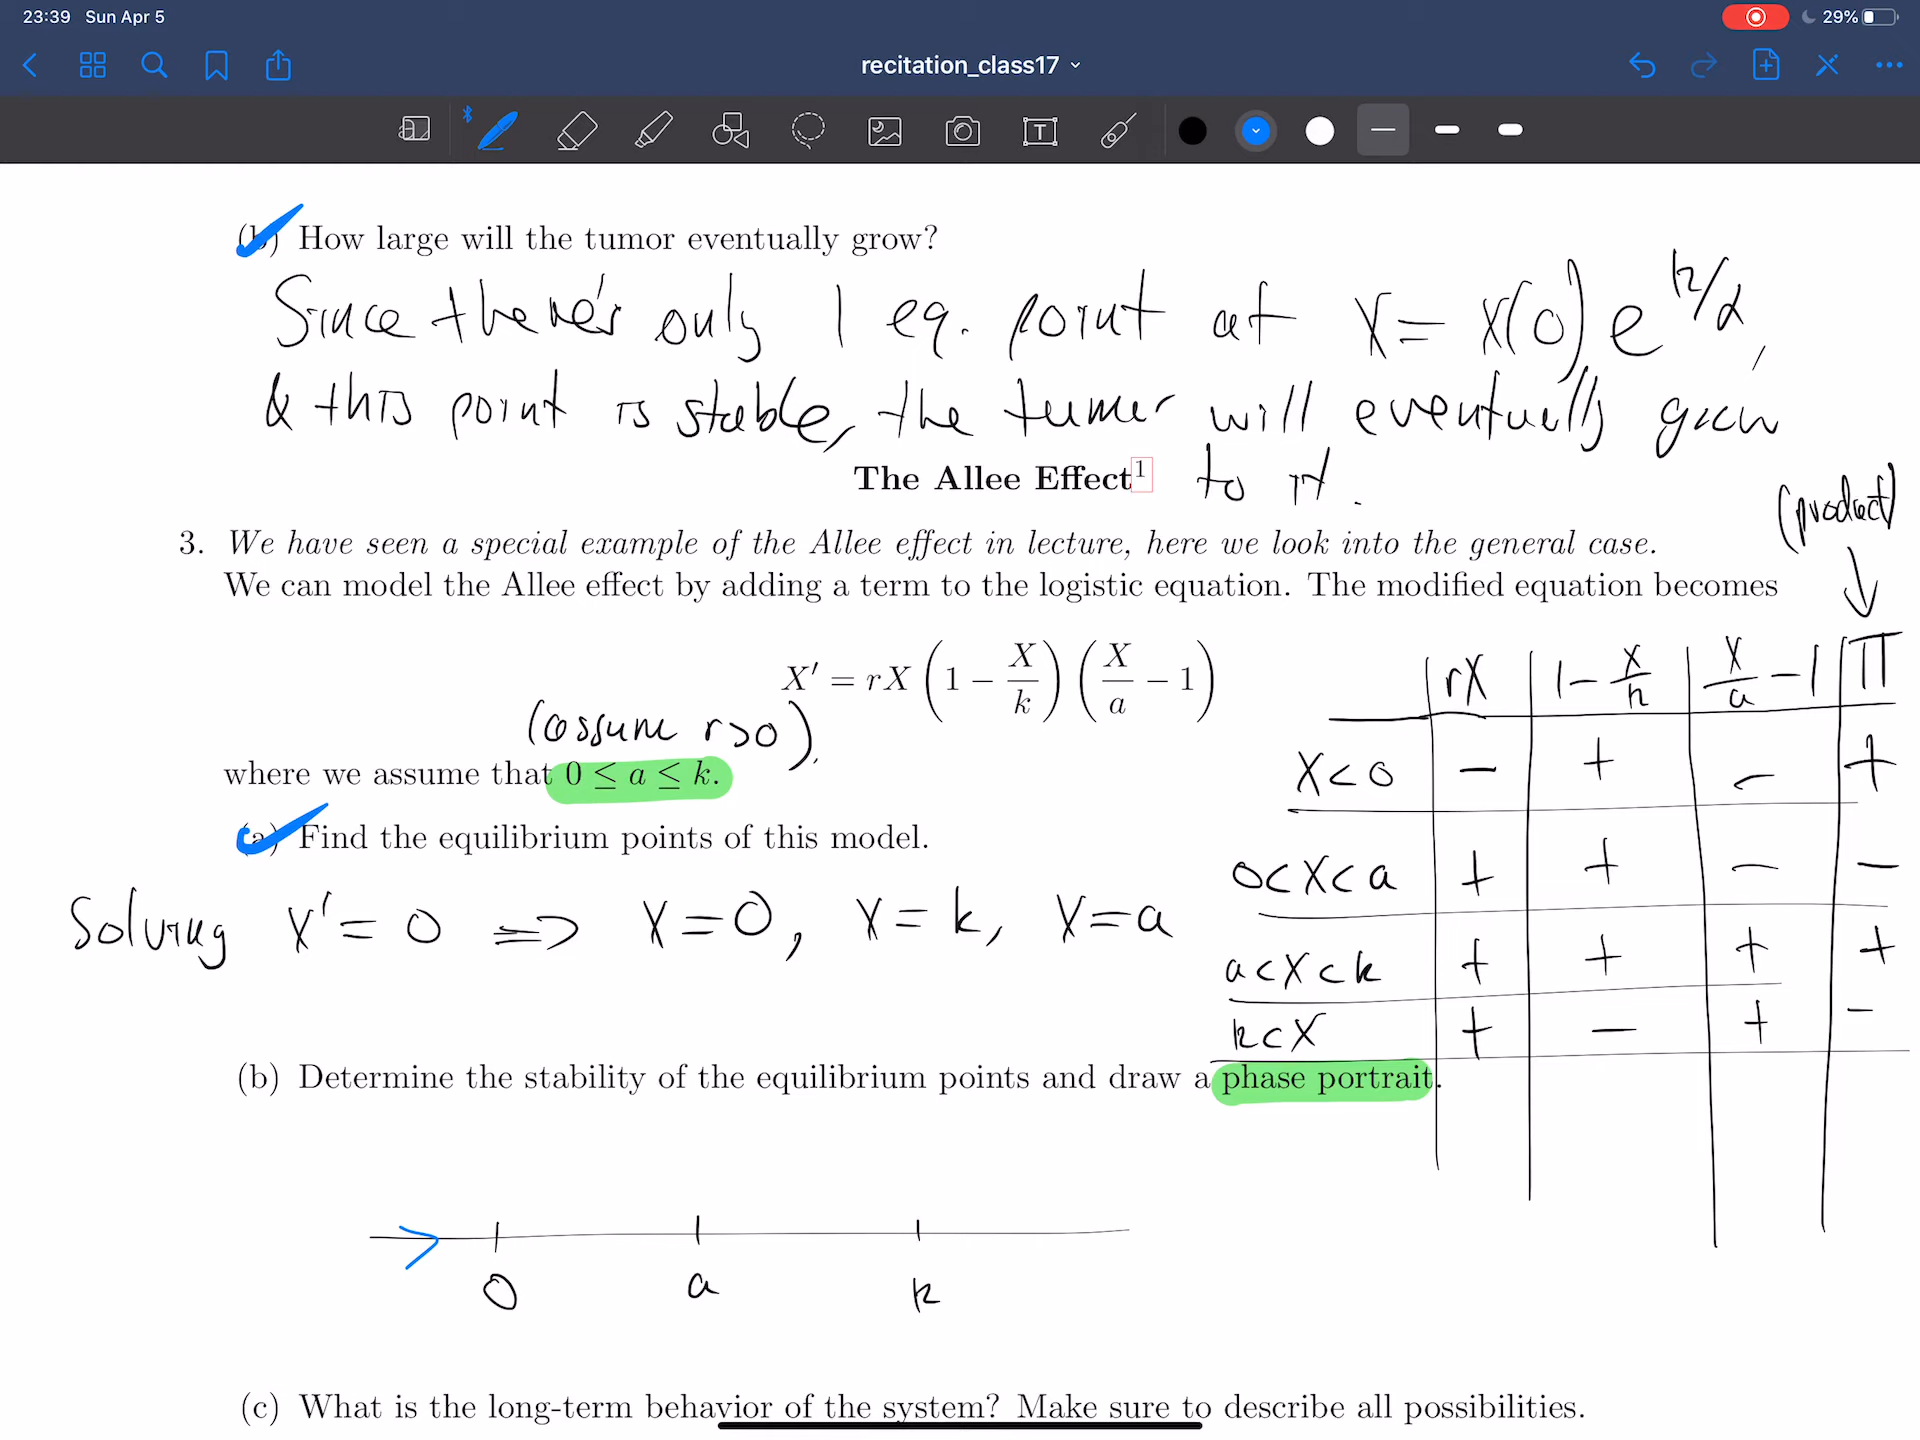 23:39 Sun Apr 5
29%
recitation_class17
(b) How large will the tumor eventually grow?
Since there's only 1 eq. point at X = X(0) e^{k/α},
& this point is stable, the tumer will eventually grow
to it.
The Allee Effect¹
(product)
3. We have seen a special example of the Allee effect in lecture, here we look into the general case.
We can model the Allee effect by adding a term to the logistic equation. The modified equation becomes
X′ = rX (1 − X/k) (X/a − 1)
rX 1 − X/k X/a − 1 Π
(assume r>0).
where we assume that 0 ≤ a ≤ k.
X<0 − + − +
(a) Find the equilibrium points of this model.
0<X<a + + − −
Solving X' = 0 ⇒ X=0, X=k, X=a
a<X<k + + + +
k<X + − + −
(b) Determine the stability of the equilibrium points and draw a phase portrait.
0 a k
(c) What is the long-term behavior of the system? Make sure to describe all possibilities.